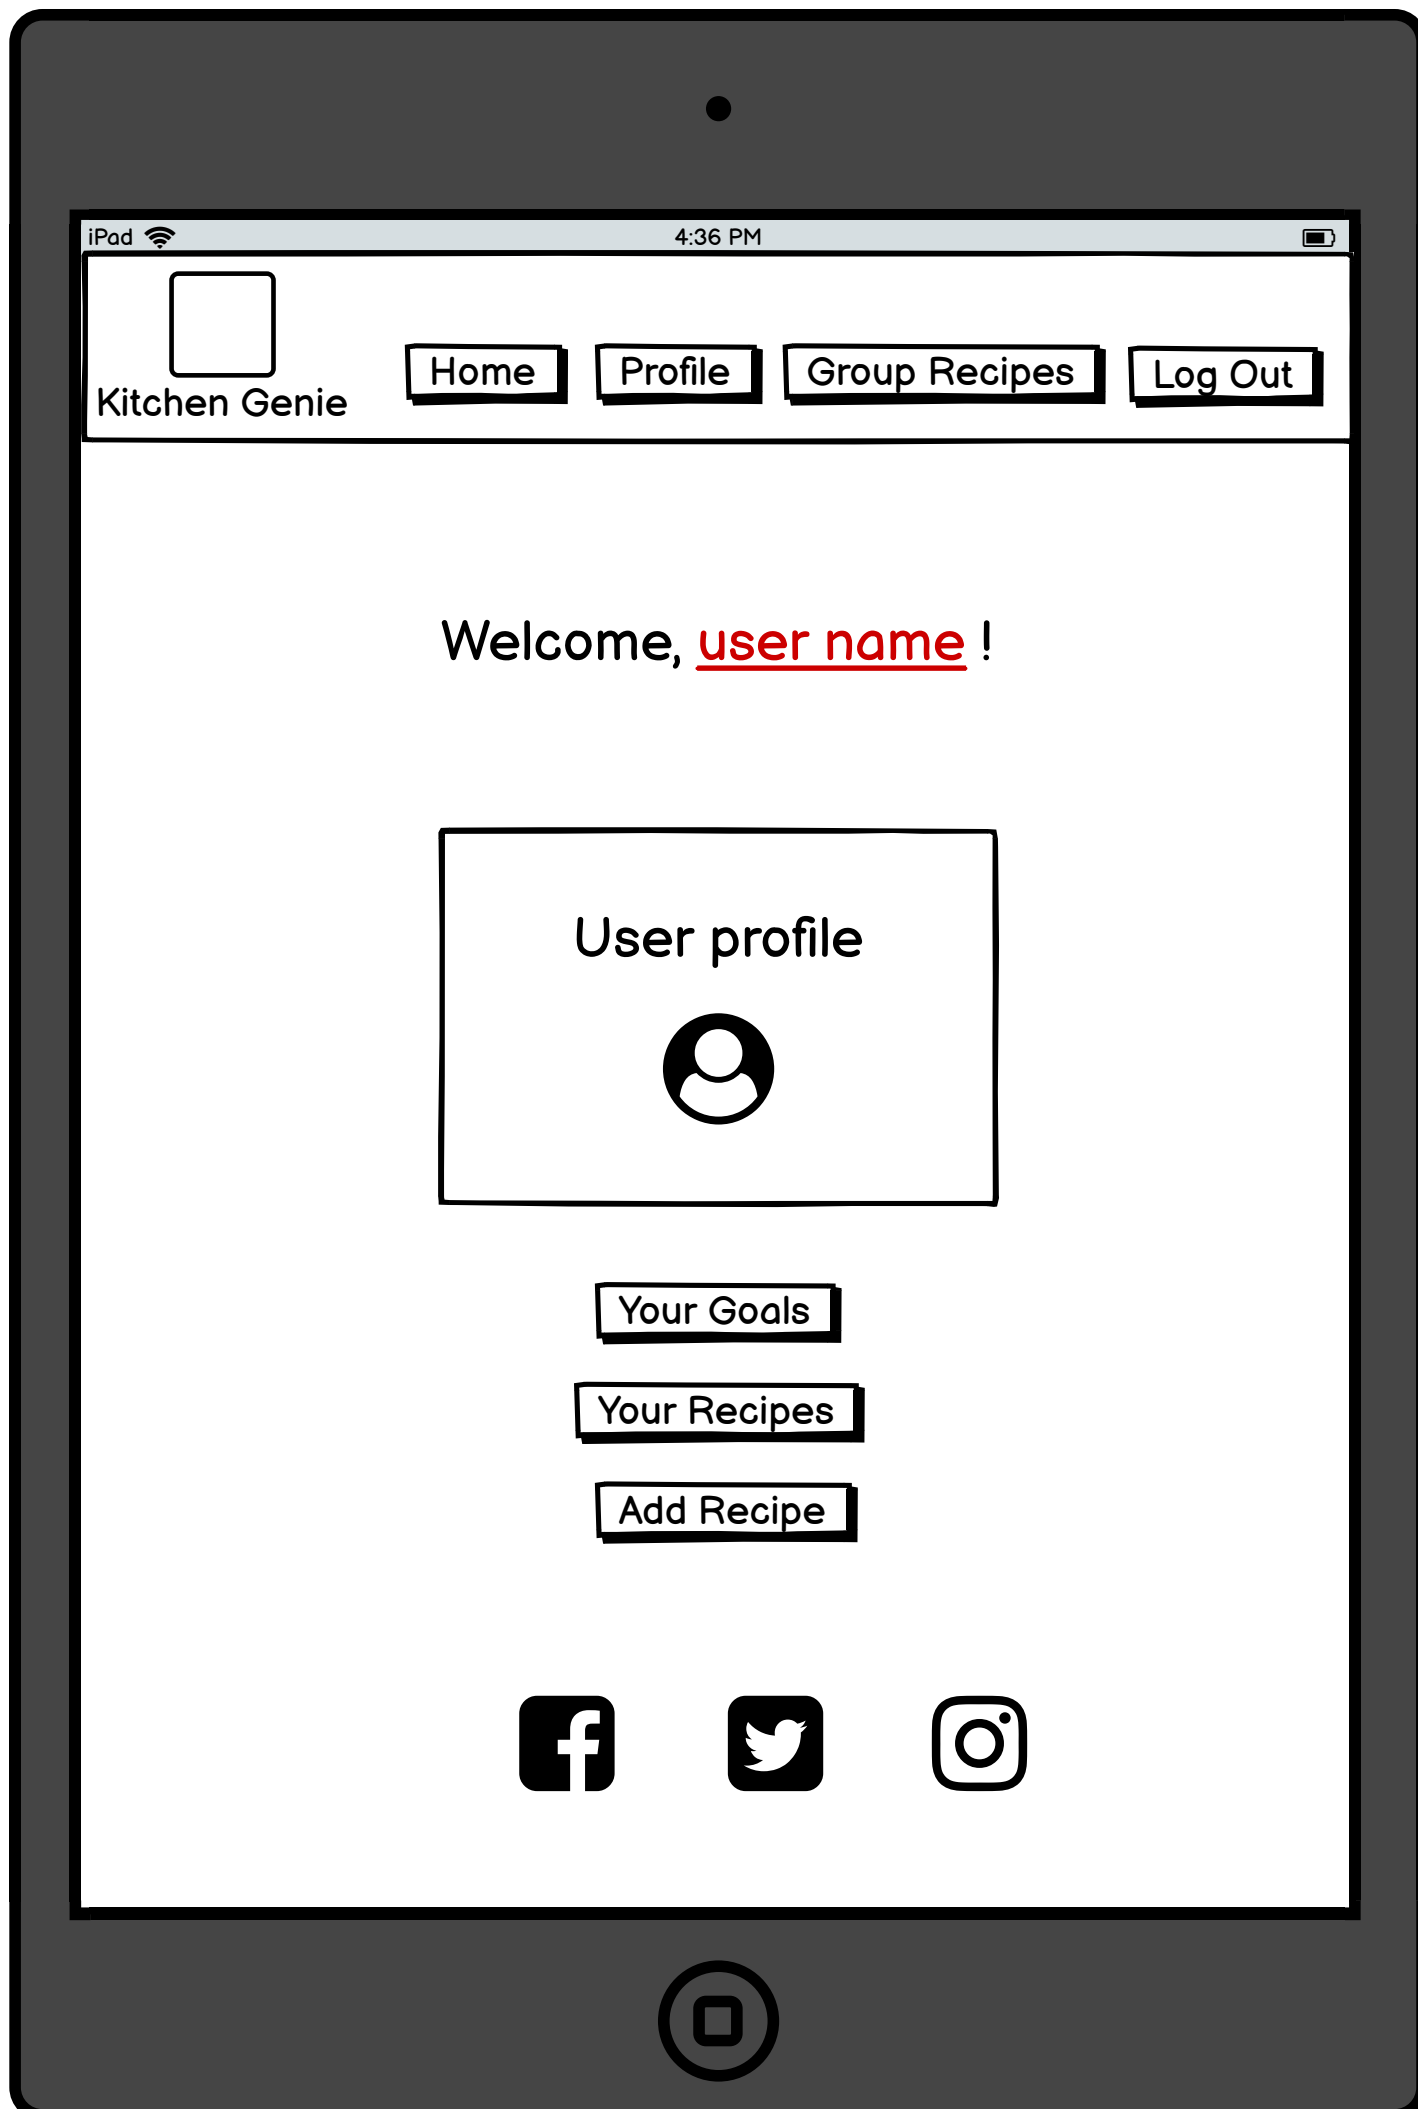 iPad 4:36 PM
Kitchen Genie
Home Profile Group Recipes Log Out
Welcome, user name !
User profile
Your Goals
Your Recipes
Add Recipe